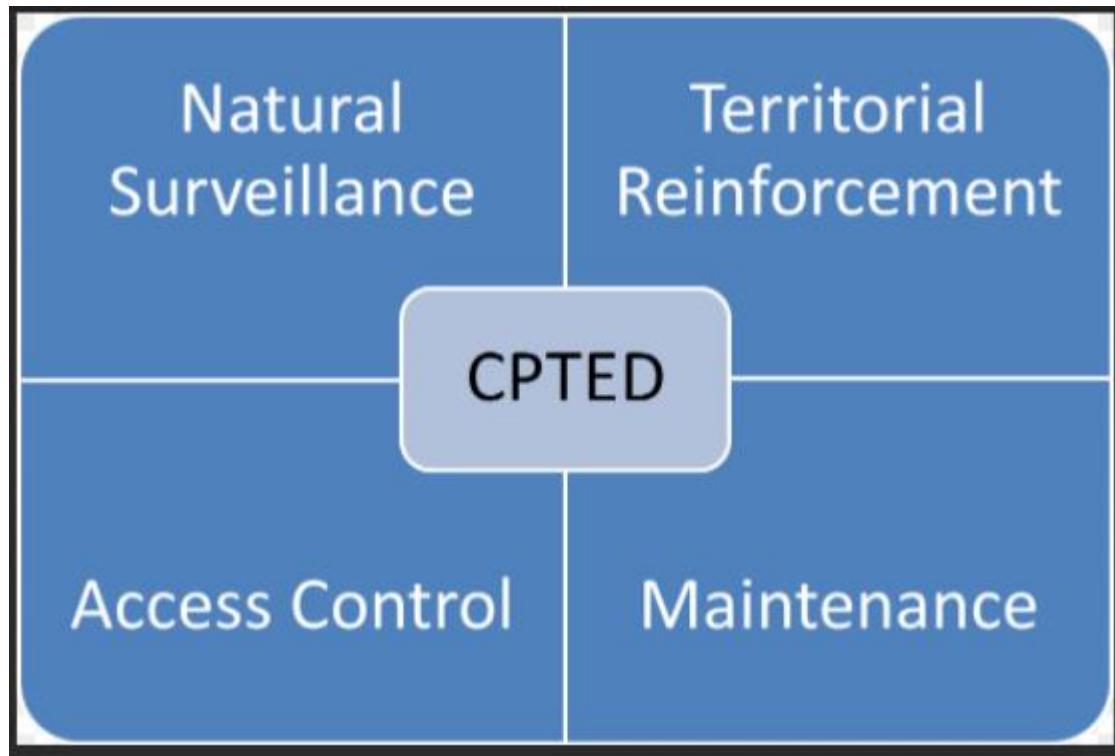 Natural
Surveillance
Territorial
Reinforcement
CPTED
Access Control
Maintenance